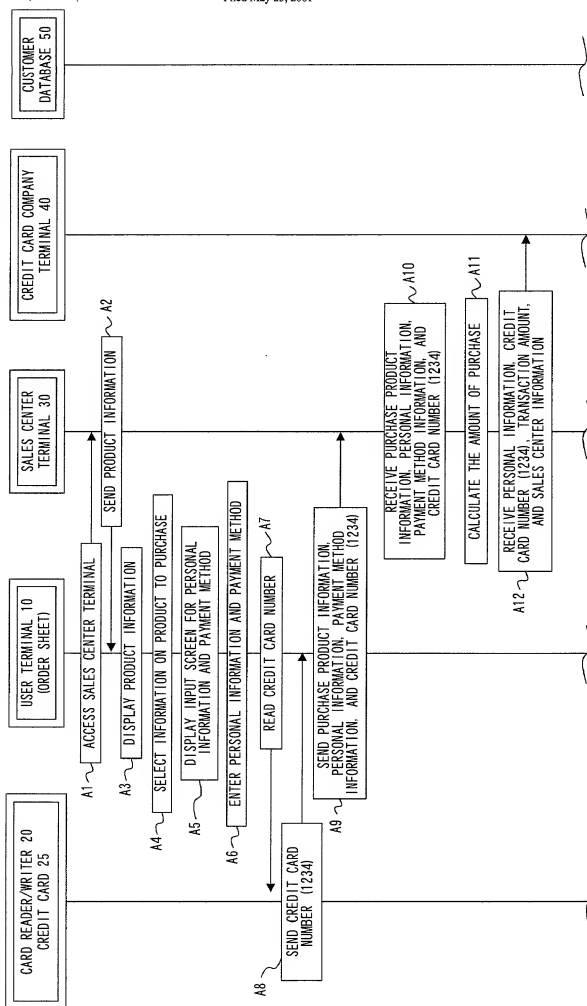 CARD READER/WRITER 20
CREDIT CARD 25
USER TERMINAL 10
(ORDER SHEET)
SALES CENTER
TERMINAL 30
CREDIT CARD COMPANY
TERMINAL 40
CUSTOMER
DATABASE 50
A1
ACCESS SALES CENTER TERMINAL
SEND PRODUCT INFORMATION
A2
A3
DISPLAY PRODUCT INFORMATION
A4
SELECT INFORMATION ON PRODUCT TO PURCHASE
A5
DISPLAY INPUT SCREEN FOR PERSONAL
INFORMATION AND PAYMENT METHOD
A6
ENTER PERSONAL INFORMATION AND PAYMENT METHOD
READ CREDIT CARD NUMBER
A7
A8
SEND CREDIT CARD
NUMBER (1234)
A9
SEND PURCHASE PRODUCT INFORMATION,
PERSONAL INFORMATION, PAYMENT METHOD
INFORMATION, AND CREDIT CARD NUMBER (1234)
RECEIVE PURCHASE PRODUCT
INFORMATION, PERSONAL INFORMATION,
PAYMENT METHOD INFORMATION, AND
CREDIT CARD NUMBER (1234)
A10
CALCULATE THE AMOUNT OF PURCHASE
A11
A12
RECEIVE PERSONAL INFORMATION, CREDIT
CARD NUMBER (1234), TRANSACTION AMOUNT,
AND SALES CENTER INFORMATION